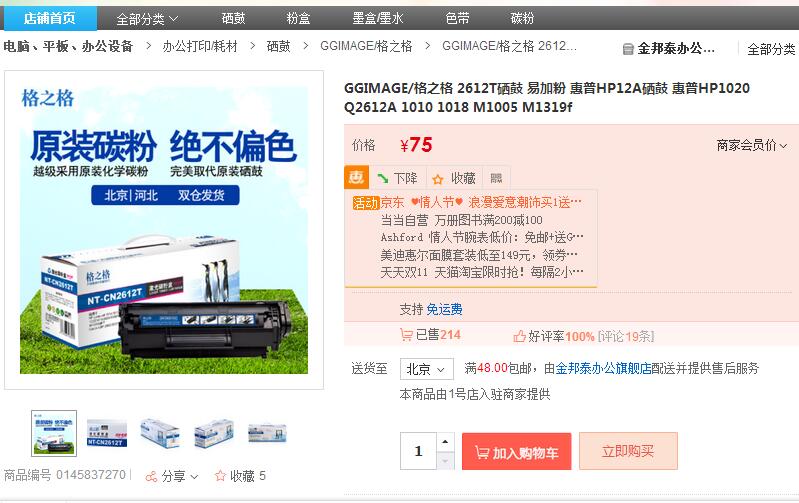 店铺首页 全部分类 硒鼓 粉盒 墨盒/墨水 色带 碳粉
电脑、平板、办公设备 > 办公打印/耗材 > 硒鼓 > GGIMAGE/格之格 > GGIMAGE/格之格 2612... 金邦泰办公... 全部分类
格之格
原装碳粉 绝不偏色
越级采用原装化学碳粉 完美取代原装硒鼓
北京|河北 双仓发货
格之格
NT-CN2612T
NT-CN2612T
商品编号 0145837270 分享 收藏 5
GGIMAGE/格之格 2612T硒鼓 易加粉 惠普HP12A硒鼓 惠普HP1020
Q2612A 1010 1018 M1005 M1319f
价格 ¥75 商家会员价
惠 下降 收藏
活动 京东 ♥情人节♥ 浪漫爱意潮饰买1送...
当当自营 万册图书满200减100
Ashford 情人节腕表低价: 免邮+送G...
美迪惠尔面膜套装低至149元, 领券...
天天双11 天猫淘宝限时抢! 每隔2小...
支持 免运费
已售214 好评率100% [评论19条]
送货至 北京 满48.00包邮，由金邦泰办公旗舰店配送并提供售后服务
本商品由1号店入驻商家提供
1 加入购物车 立即购买